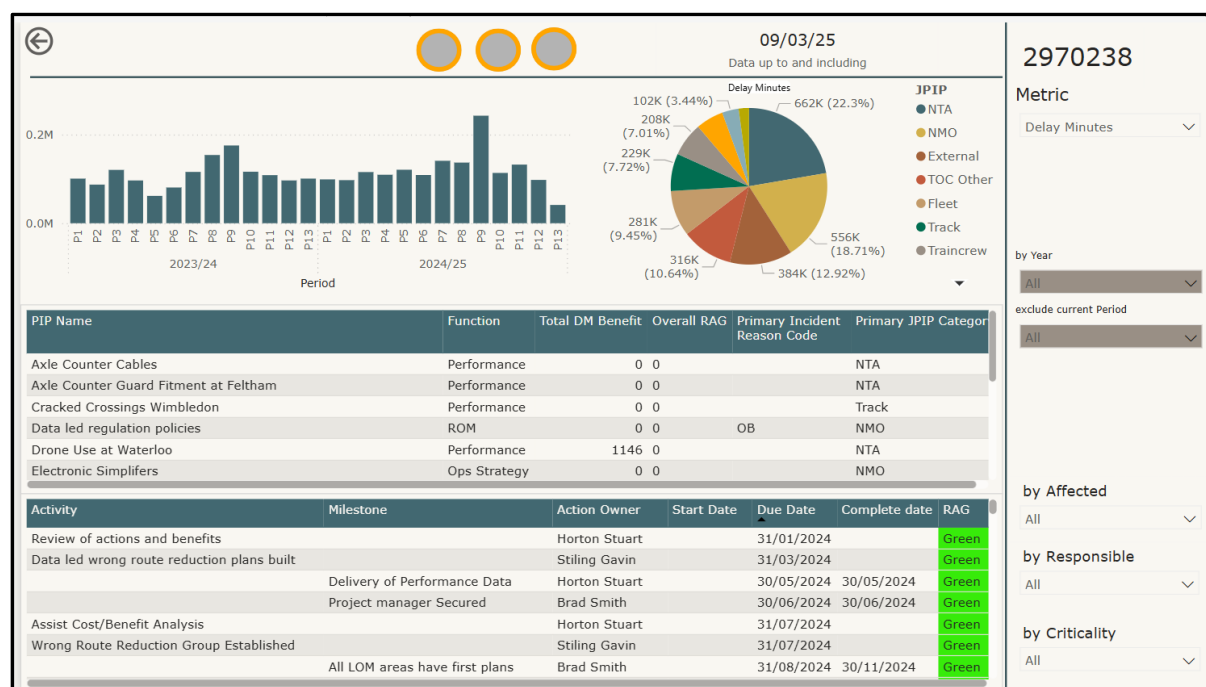 09/03/25
Data up to and including
2970238
Metric
Delay Minutes
by Year
All
exclude current Period
All
by Affected
All
by Responsible
All
by Criticality
All
0.2M
0.0M
P1 P2 P3 P4 P5 P6 P7 P8 P9 P10 P11 P12 P13 P1 P2 P3 P4 P5 P6 P7 P8 P9 P10 P11 P12 P13
2023/24 2024/25
Period
Delay Minutes
662K (22.3%)
556K
(18.71%)
384K (12.92%)
316K
(10.64%)
281K
(9.45%)
229K
(7.72%)
208K
(7.01%)
102K (3.44%)
JPIP
NTA
NMO
External
TOC Other
Fleet
Track
Traincrew
PIP Name Function Total DM Benefit Overall RAG Primary Incident Primary JPIP Categor
Reason Code
Axle Counter Cables Performance 0 0 NTA
Axle Counter Guard Fitment at Feltham Performance 0 0 NTA
Cracked Crossings Wimbledon Performance 0 0 Track
Data led regulation policies ROM 0 0 OB NMO
Drone Use at Waterloo Performance 1146 0 NTA
Electronic Simplifers Ops Strategy 0 0 NMO
Activity Milestone Action Owner Start Date Due Date Complete date RAG
Review of actions and benefits Horton Stuart 31/01/2024 Green
Data led wrong route reduction plans built Stiling Gavin 31/03/2024 Green
Delivery of Performance Data Horton Stuart 30/05/2024 30/05/2024 Green
Project manager Secured Brad Smith 30/06/2024 30/06/2024 Green
Assist Cost/Benefit Analysis Horton Stuart 31/07/2024 Green
Wrong Route Reduction Group Established Stiling Gavin 31/07/2024 Green
All LOM areas have first plans Brad Smith 31/08/2024 30/11/2024 Green